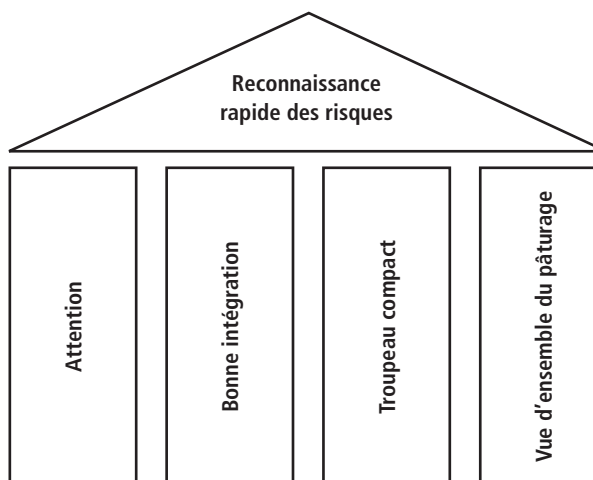 Reconnaissance
rapide des risques
Attention
Bonne intégration
Troupeau compact
Vue d’ensemble du pâturage